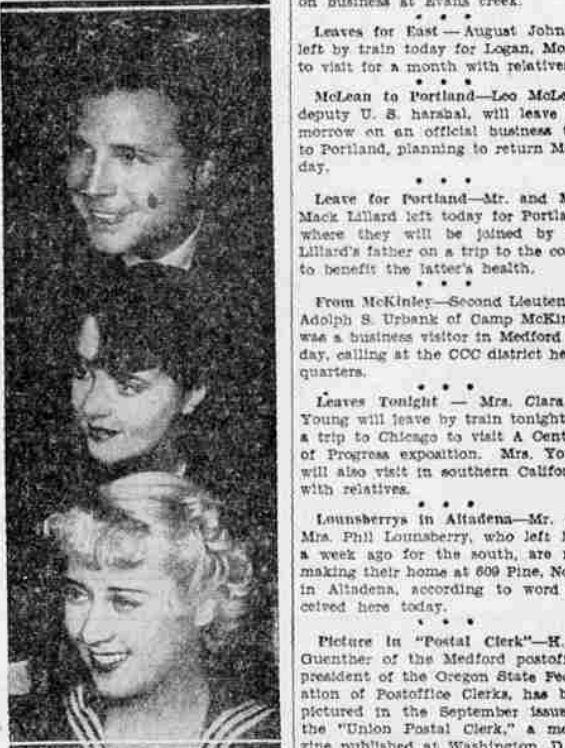 on business at Evans creek.
* * *
Leaves for East — August John
left by train today for Logan, Mo
to visit for a month with relatives
* * *
McLean to Portland—Leo McLe
deputy U. S. harshal, will leave
morrow on an official business
to Portland, planning to return M
day.
* * *
Leave for Portland—Mr. and M
Mack Lillard left today for Portla
where they will be joined by
Lillard's father on a trip to the co
to benefit the latter's health.
* * *
From McKinley—Second Lieuten
Adolph S. Urbank of Camp McKin
was a business visitor in Medford
day, calling at the CCC district he
quarters.
* * *
Leaves Tonight — Mrs. Clara
Young will leave by train tonight
a trip to Chicago to visit A Cent
of Progress exposition. Mrs. You
will also visit in southern Califor
with relatives.
* * *
Lounsberrys in Altadena—Mr.
Mrs. Phil Lounsberry, who left
a week ago for the south, are
making their home at 609 Pine, No
in Altadena, according to word
ceived here today.
* * *
Picture in "Postal Clerk"—H.
Guenther of the Medford postoff
president of the Oregon State Fed
ation of Postoffice Clerks, has b
pictured in the September issue
the "Union Postal Clerk," a ma
zine published at Washington, D